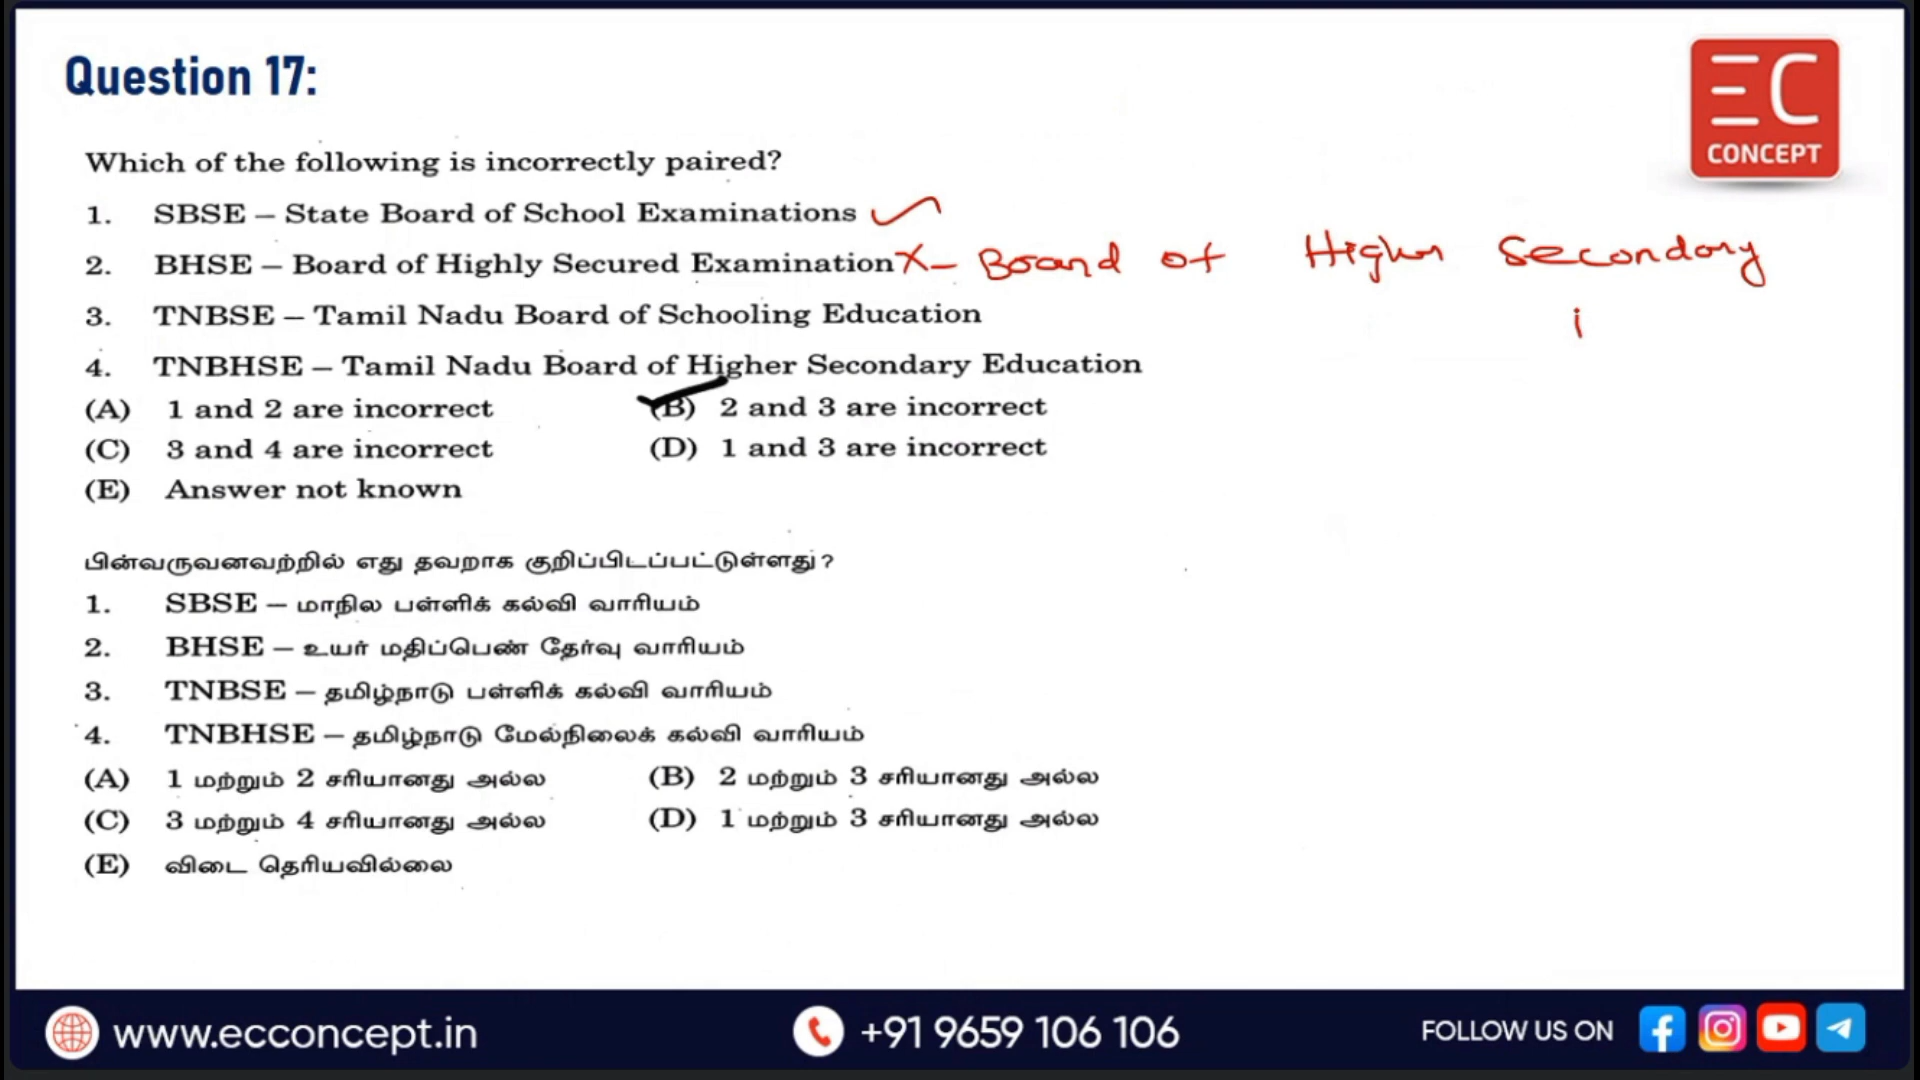 Question 17:
EC
CONCEPT
Which of the following is incorrectly paired?
1. SBSE – State Board of School Examinations
2. BHSE – Board of Highly Secured Examination X – Board of Higher Secondary
3. TNBSE – Tamil Nadu Board of Schooling Education
4. TNBHSE – Tamil Nadu Board of Higher Secondary Education
(A) 1 and 2 are incorrect (B) 2 and 3 are incorrect
(C) 3 and 4 are incorrect (D) 1 and 3 are incorrect
(E) Answer not known
பின்வருவனவற்றில் எது தவறாக குறிப்பிடப்பட்டுள்ளது?
1. SBSE – மாநில பள்ளிக் கல்வி வாரியம்
2. BHSE – உயர் மதிப்பெண் தேர்வு வாரியம்
3. TNBSE – தமிழ்நாடு பள்ளிக் கல்வி வாரியம்
4. TNBHSE – தமிழ்நாடு மேல்நிலைக் கல்வி வாரியம்
(A) 1 மற்றும் 2 சரியானது அல்ல (B) 2 மற்றும் 3 சரியானது அல்ல
(C) 3 மற்றும் 4 சரியானது அல்ல (D) 1 மற்றும் 3 சரியானது அல்ல
(E) விடை தெரியவில்லை
www.ecconcept.in +91 9659 106 106 FOLLOW US ON